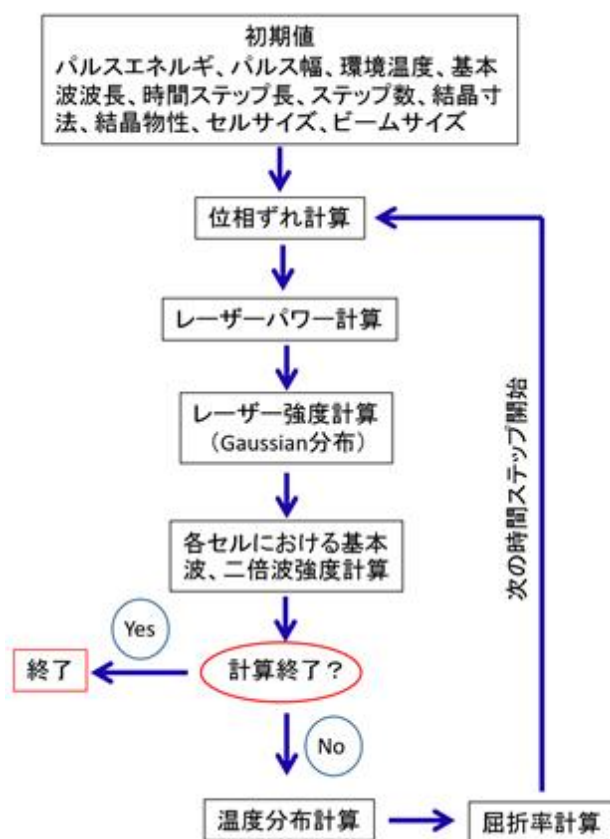 初期値
パルスエネルギ、パルス幅、環境温度、基本
波波長、時間ステップ長、ステップ数、結晶寸
法、結晶物性、セルサイズ、ビームサイズ
位相ずれ計算
レーザーパワー計算
レーザー強度計算
（Gaussian分布）
各セルにおける基本
波、二倍波強度計算
Yes
終了
計算終了？
No
温度分布計算
屈折率計算
次の時間ステップ開始